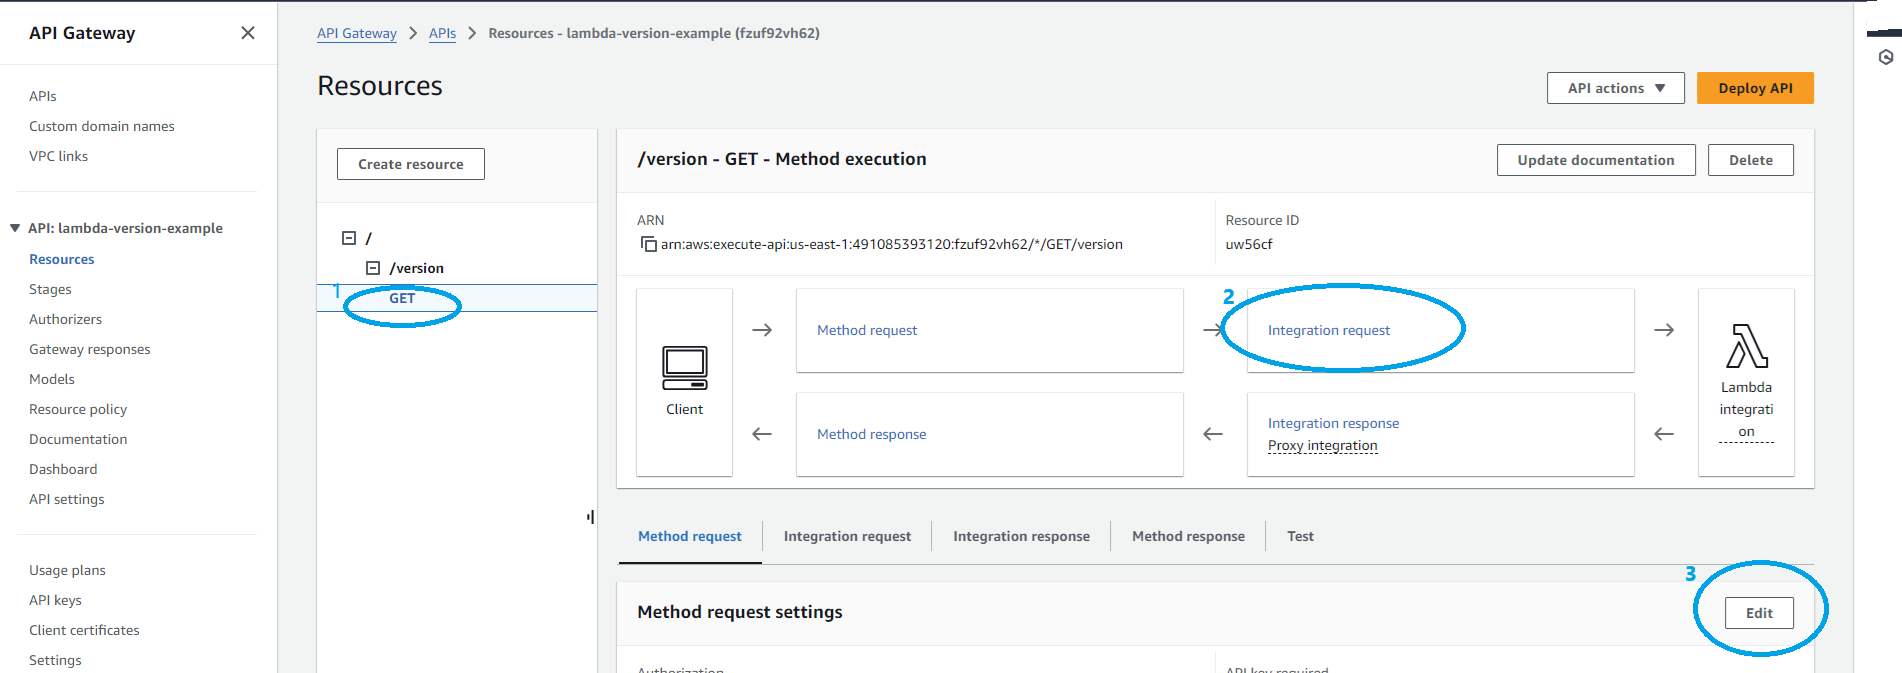 API Gateway
APIs
Custom domain names
VPC links
API: lambda-version-example
Resources
Stages
Authorizers
Gateway responses
Models
Resource policy
Documentation
Dashboard
API settings
Usage plans
API keys
Client certificates
Settings
API Gateway > APIs > Resources - lambda-version-example (fzuf92vh62)
Resources
API actions
Deploy API
Create resource
/
/version
1
GET
/version - GET - Method execution
Update documentation
Delete
ARN
arn:aws:execute-api:us-east-1:491085393120:fzuf92vh62/*/GET/version
Resource ID
uw56cf
Client
Method request
2
Integration request
Method response
Integration response
Proxy integration
Lambda
integrati
on
Method request
Integration request
Integration response
Method response
Test
3
Method request settings
Edit
Authorization
API key required